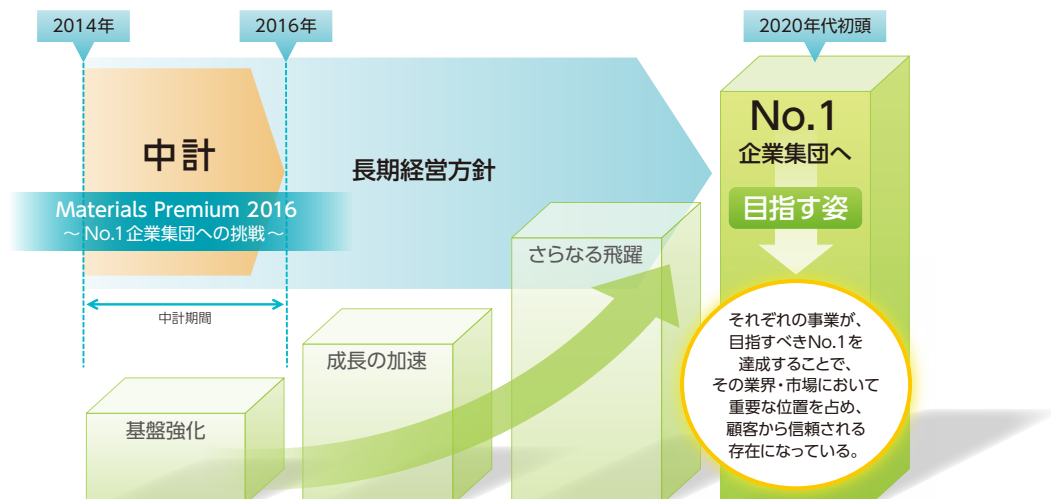 2014年
2016年
2020年代初頭
中計
長期経営方針
Materials Premium 2016
～No.1企業集団への挑戦～
中計期間
基盤強化
成長の加速
さらなる飛躍
No.1
企業集団へ
目指す姿
それぞれの事業が、
目指すべきNo.1を
達成することで、
その業界・市場において
重要な位置を占め、
顧客から信頼される
存在になっている。